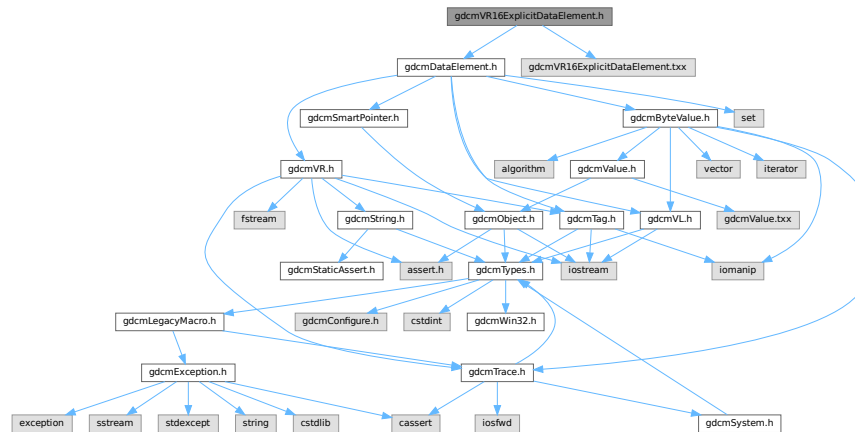 gdcmVR16ExplicitDataElement.h
gdcmDataElement.h
gdcmVR16ExplicitDataElement.txx
gdcmSmartPointer.h
gdcmByteValue.h
set
gdcmVR.h
algorithm
gdcmValue.h
vector
iterator
fstream
gdcmString.h
gdcmObject.h
gdcmTag.h
gdcmVL.h
gdcmValue.txx
gdcmStaticAssert.h
assert.h
gdcmTypes.h
iostream
iomanip
gdcmLegacyMacro.h
gdcmConfigure.h
cstdint
gdcmWin32.h
gdcmException.h
gdcmTrace.h
exception
sstream
stdexcept
string
cstdlib
cassert
iosfwd
gdcmSystem.h